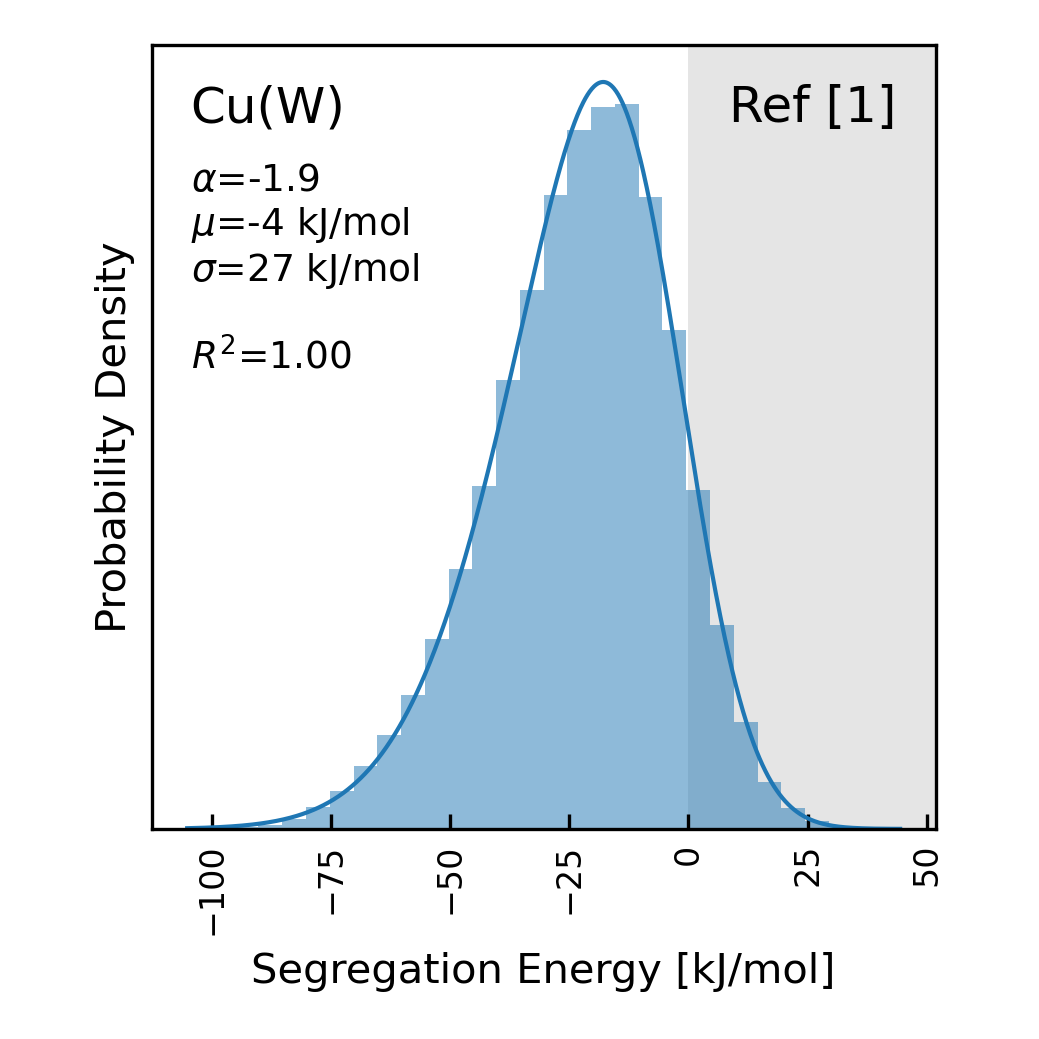 Cu(W)
Ref [1]
α=-1.9
μ=-4 kJ/mol
σ=27 kJ/mol
R²=1.00
Probability Density
−100 −75 −50 −25 0 25 50
Segregation Energy [kJ/mol]